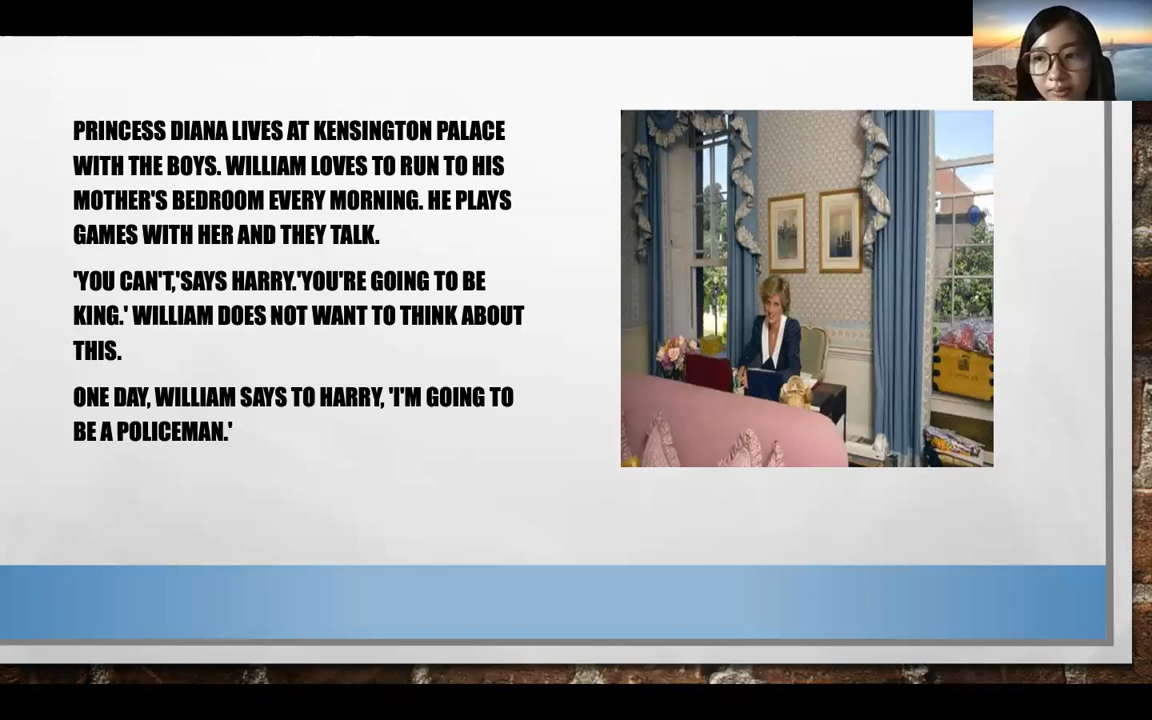 PRINCESS DIANA LIVES AT KENSINGTON PALACE
WITH THE BOYS. WILLIAM LOVES TO RUN TO HIS
MOTHER'S BEDROOM EVERY MORNING. HE PLAYS
GAMES WITH HER AND THEY TALK.
'YOU CAN'T,'SAYS HARRY.'YOU'RE GOING TO BE
KING.' WILLIAM DOES NOT WANT TO THINK ABOUT
THIS.
ONE DAY, WILLIAM SAYS TO HARRY, 'I'M GOING TO
BE A POLICEMAN.'